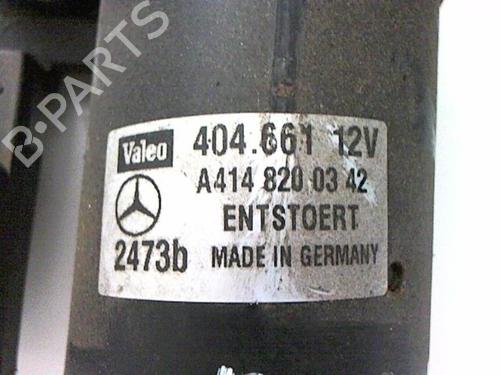 B-PARTS
Valeo 404.661 12V
A414 820 03 42
ENTSTOERT
2473b MADE IN GERMANY